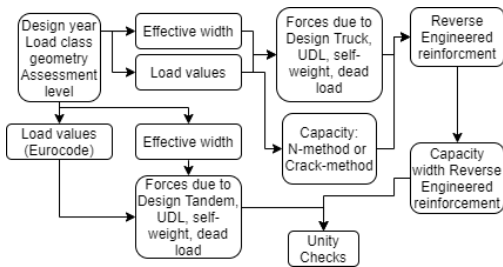 Design year
Load class
geometry
Assessment
level
Effective width
Load values
Forces due to
Design Truck,
UDL, self-
weight, dead
load
Reverse
Engineered
reinforcment
Load values
(Eurocode)
Effective width
Capacity:
N-method or
Crack-method
Capacity
width Reverse
Engineered
reinforcement
Forces due to
Design Tandem,
UDL, self-
weight, dead
load
Unity
Checks